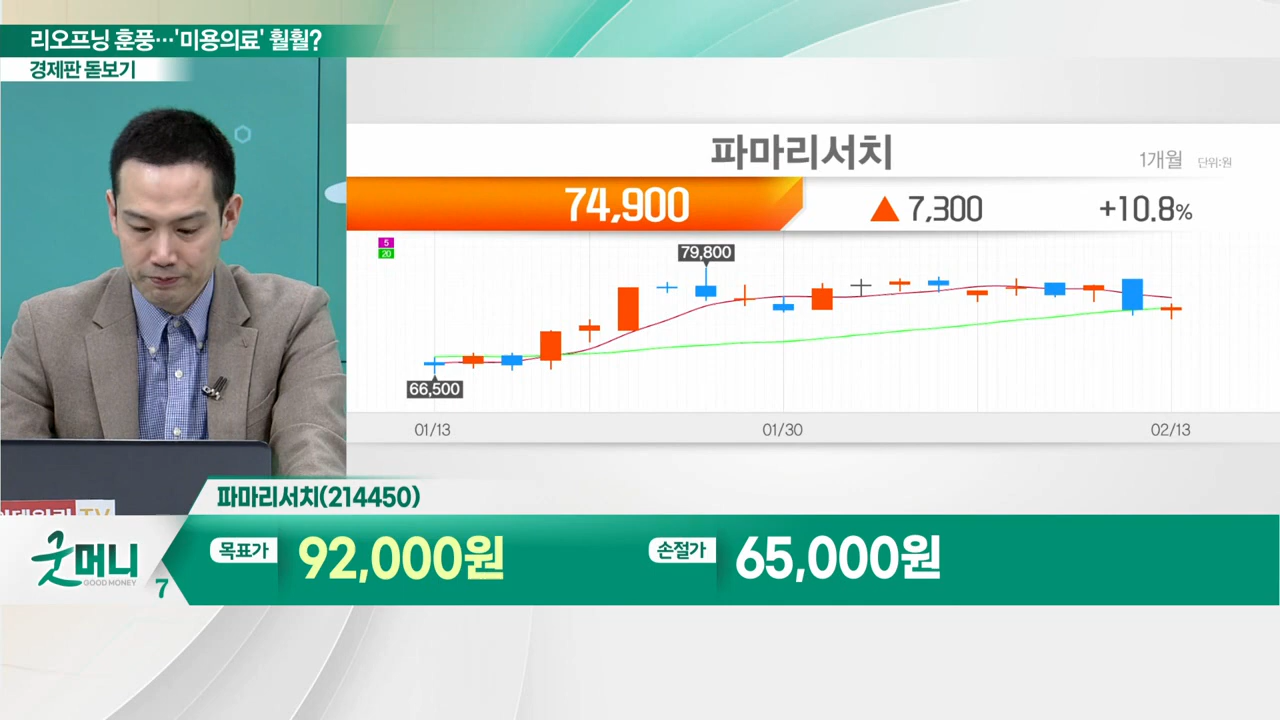 리오프닝 훈풍…'미용의료' 훨훨?
경제판 돋보기
파마리서치
1개월 단위:원
74,900 ▲ 7,300 +10.8%
5
20
79,800
66,500
01/13 01/30 02/13
파마리서치(214450)
TV
굿머니
GOOD MONEY
7
목표가 92,000원 손절가 65,000원